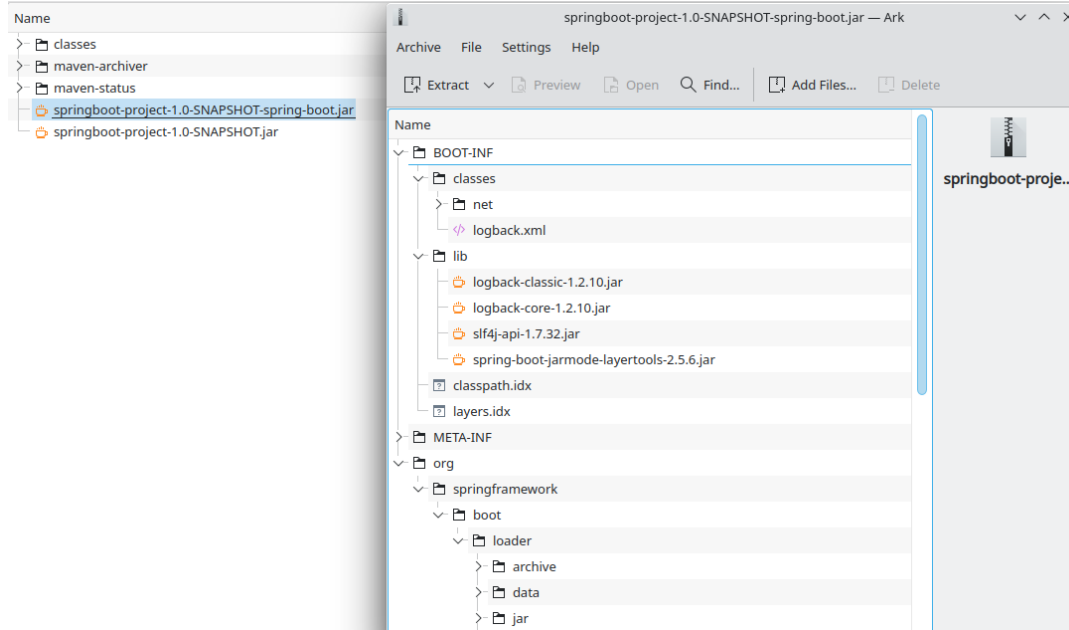 Name
classes
maven-archiver
maven-status
springboot-project-1.0-SNAPSHOT-spring-boot.jar
springboot-project-1.0-SNAPSHOT.jar
springboot-project-1.0-SNAPSHOT-spring-boot.jar — Ark
Archive File Settings Help
Extract Preview Open Find... Add Files... Delete
Name
BOOT-INF
classes
net
logback.xml
lib
logback-classic-1.2.10.jar
logback-core-1.2.10.jar
slf4j-api-1.7.32.jar
spring-boot-jarmode-layertools-2.5.6.jar
classpath.idx
layers.idx
META-INF
org
springframework
boot
loader
archive
data
jar
springboot-proje...